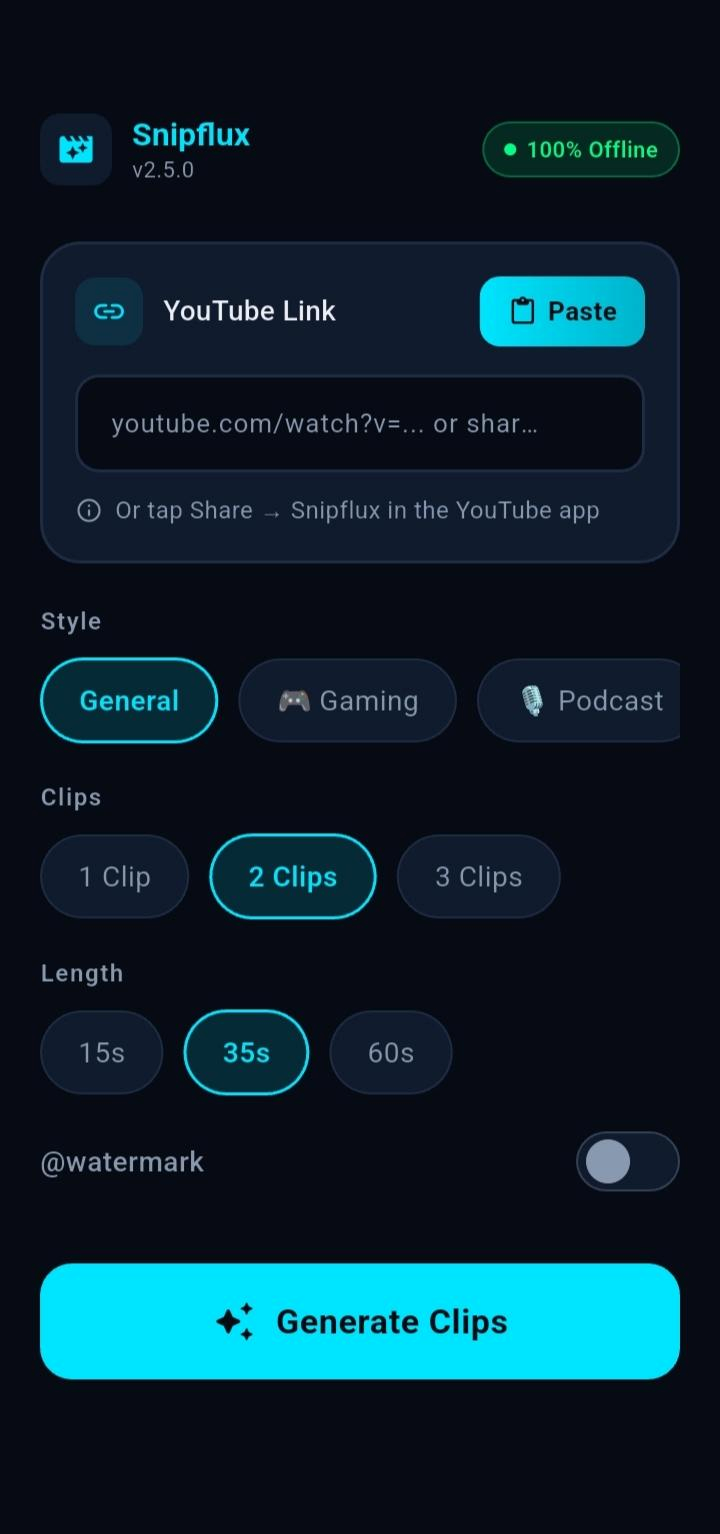 Snipflux
v2.5.0
100% Offline
YouTube Link
Paste
youtube.com/watch?v=... or shar…
Or tap Share → Snipflux in the YouTube app
Style
General
🎮 Gaming
🎙️ Podcast
Clips
1 Clip
2 Clips
3 Clips
Length
15s
35s
60s
@watermark
Generate Clips